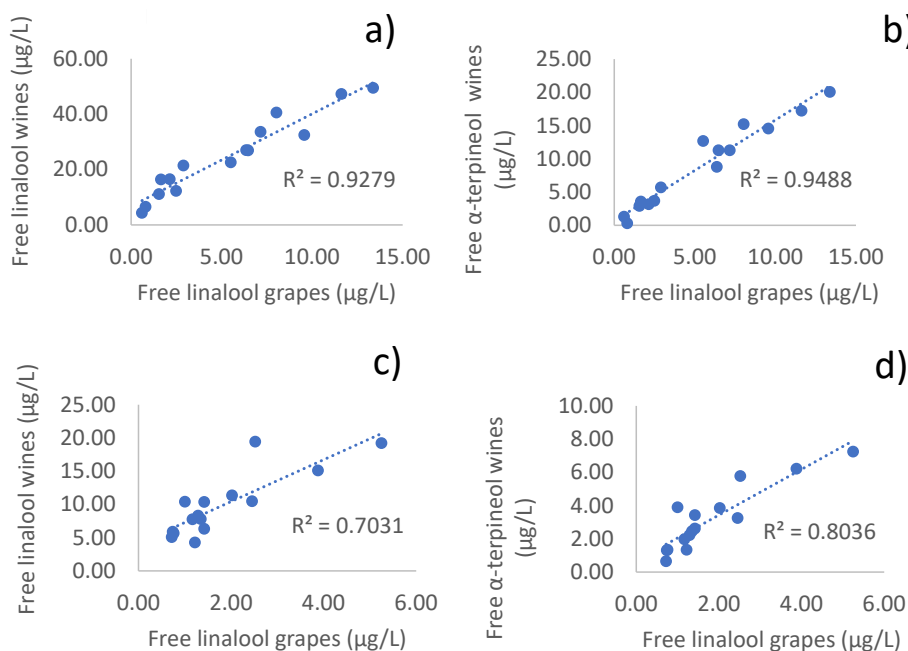 a)
Free linalool wines (µg/L)
60.00
40.00
20.00
0.00
R² = 0.9279
0.00 5.00 10.00 15.00
Free linalool grapes (µg/L)
b)
Free α-terpineol wines
(µg/L)
25.00
20.00
15.00
10.00
5.00
0.00
R² = 0.9488
0.00 5.00 10.00 15.00
Free linalool grapes (µg/L)
c)
Free linalool wines (µg/L)
25.00
20.00
15.00
10.00
5.00
0.00
R² = 0.7031
0.00 2.00 4.00 6.00
Free linalool grapes (µg/L)
d)
Free α-terpineol wines
(µg/L)
10.00
8.00
6.00
4.00
2.00
0.00
R² = 0.8036
0.00 2.00 4.00 6.00
Free linalool grapes (µg/L)